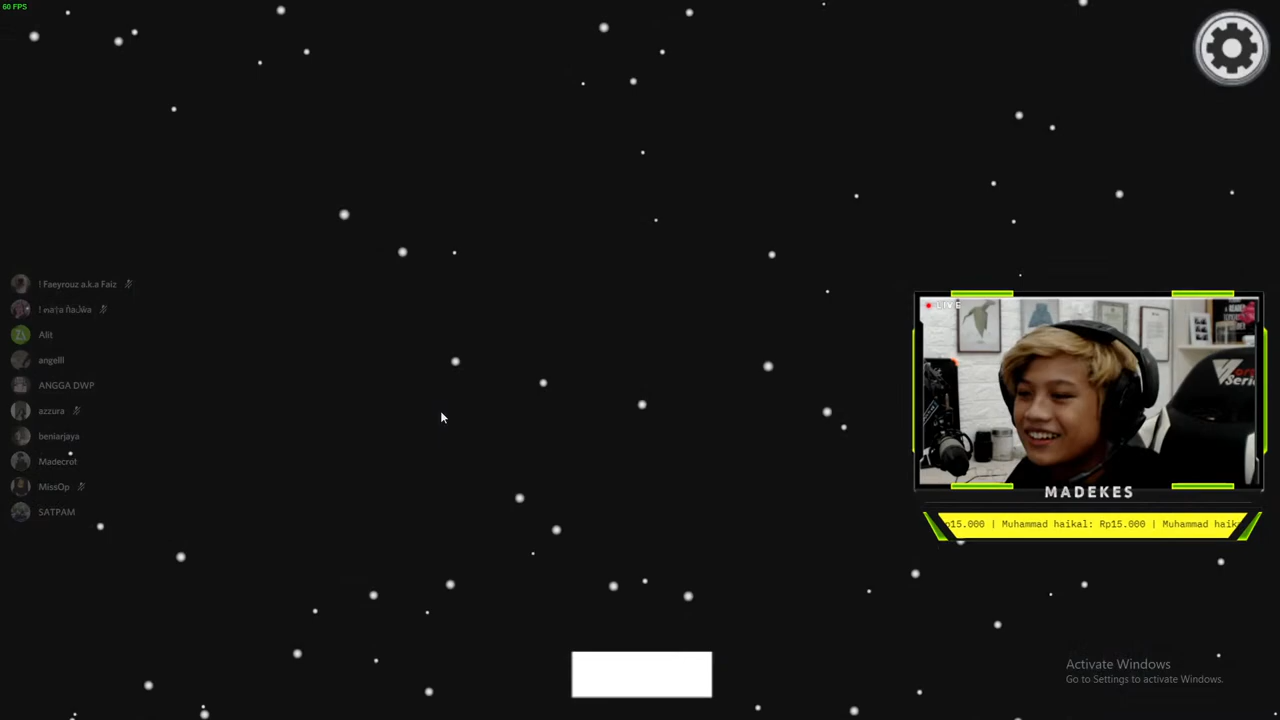 60 FPS
! Faeyrouz a.k.a Faiz
Alit
angelll
ANGGA DWP
azzura
beniarjaya
Madecrot
MissOp
SATPAM
LIVE
MADEKES
p15.000 | Muhammad haikal: Rp15.000 | Muhammad haik
Activate Windows
Go to Settings to activate Windows.